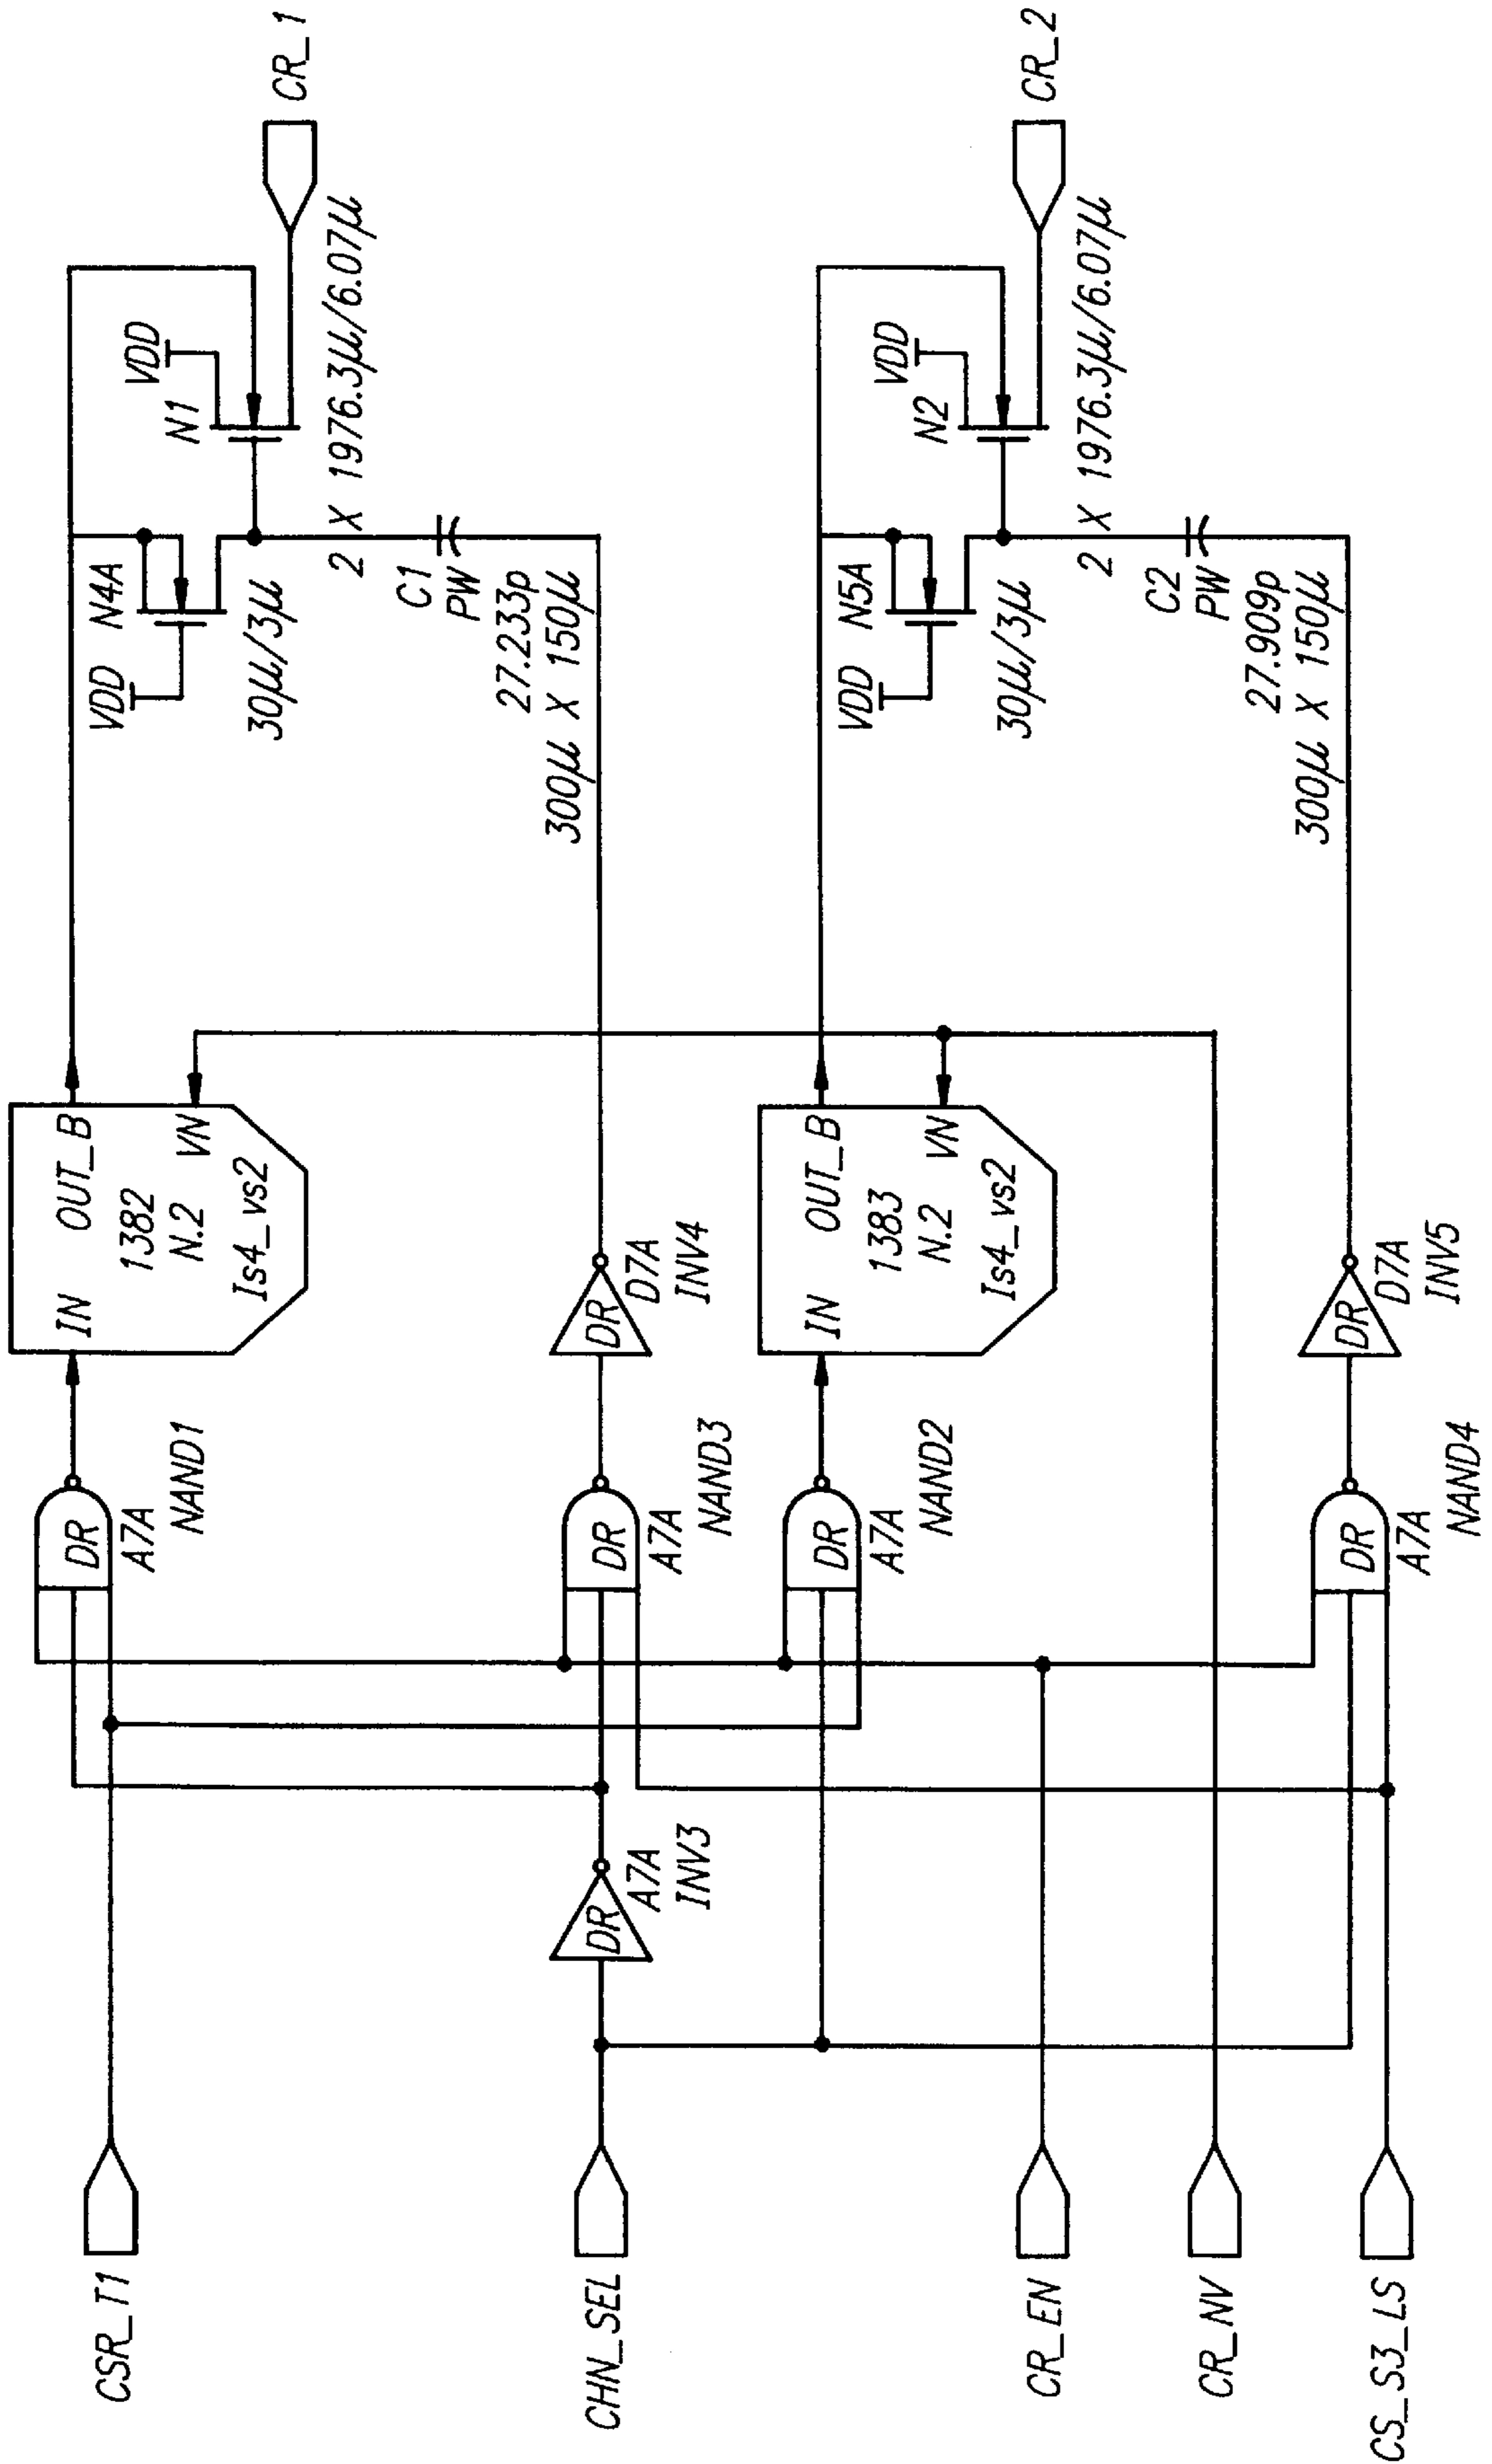 CSR_T1
CHN_SEL
CR_EN
CR_NV
CS_S3_LS
DR
A7A
INV3
DR
A7A
NAND1
DR
A7A
NAND3
DR
A7A
NAND2
DR
A7A
NAND4
IN OUT_B
1382
N.2
VN
Is4_vs2
DR
D7A
INV4
IN OUT_B
1383
N.2
VN
Is4_vs2
DR
D7A
INV5
VDD
N4A
30µ/3µ
VDD
N1
2 X 1976.3µ/6.07µ
C1
PW
27.233p
300µ X 150µ
CR_1
VDD
N5A
30µ/3µ
VDD
N2
2 X 1976.3µ/6.07µ
C2
PW
27.909p
300µ X 150µ
CR_2